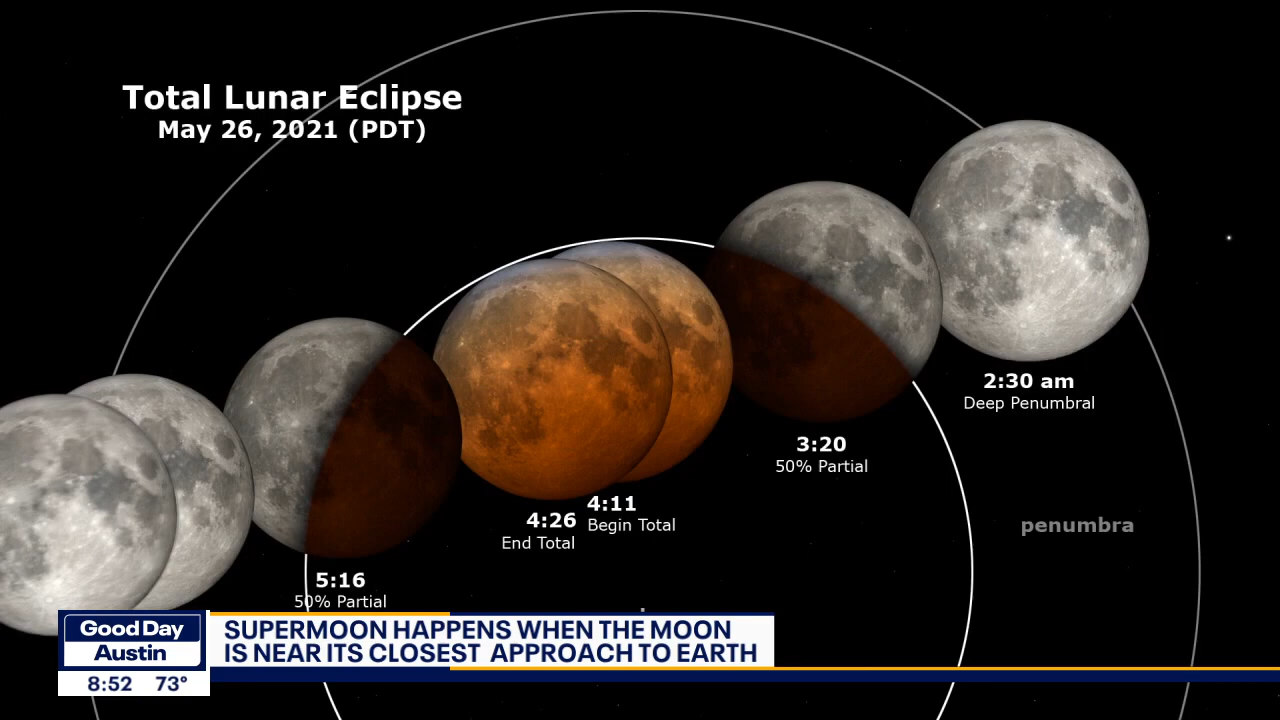 Total Lunar Eclipse
May 26, 2021 (PDT)
2:30 am
Deep Penumbral
3:20
50% Partial
4:11
Begin Total
4:26
End Total
penumbra
5:16
50% Partial
Good Day
Austin
8:52 73°
SUPERMOON HAPPENS WHEN THE MOON
IS NEAR ITS CLOSEST APPROACH TO EARTH